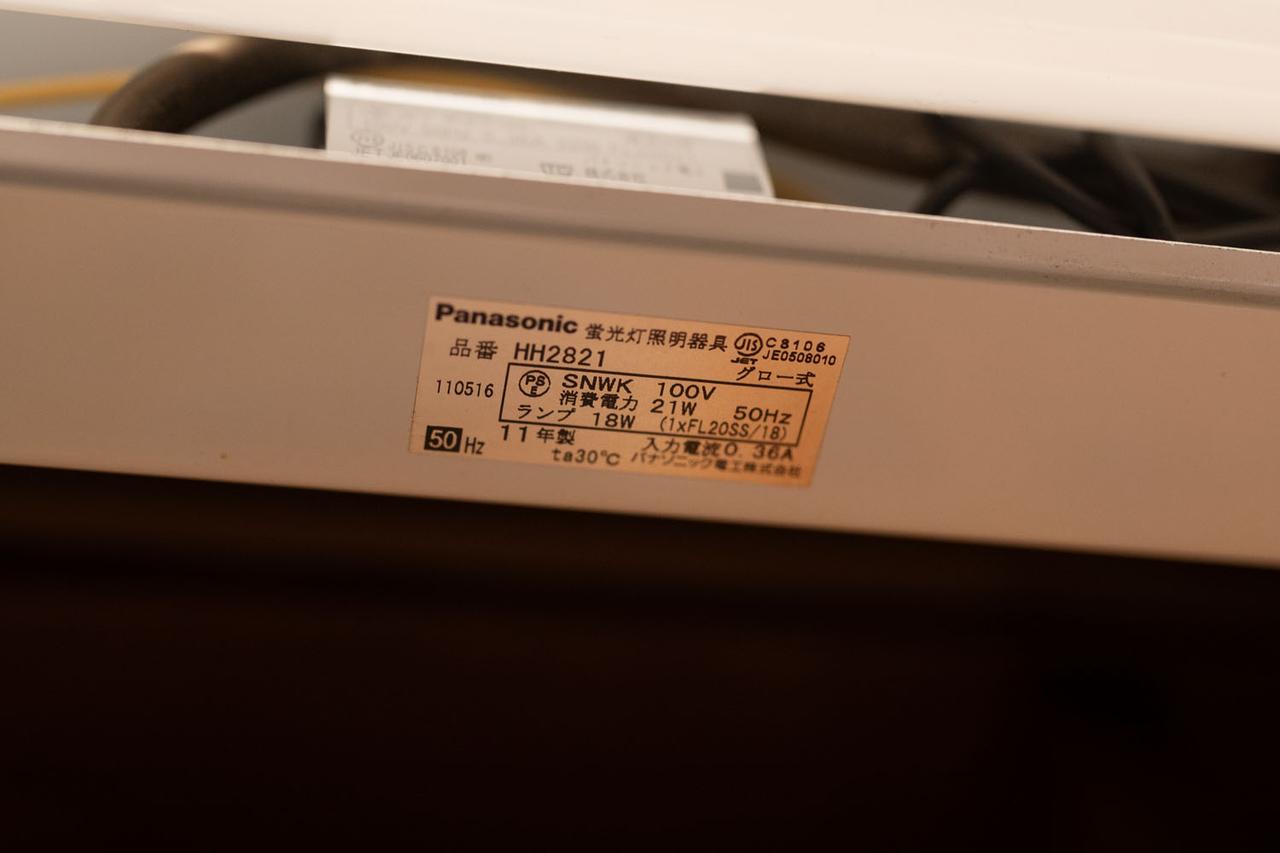 Panasonic 蛍光灯照明器具 JIS C8106
JET JE0508010
品番 HH2821 グロー式
110516 PSE SNWK 100V
消費電力 21W 50Hz
ランプ 18W (1xFL20SS/18)
50Hz 11年製 入力電流0.36A
ta30℃ パナソニック電工株式会社